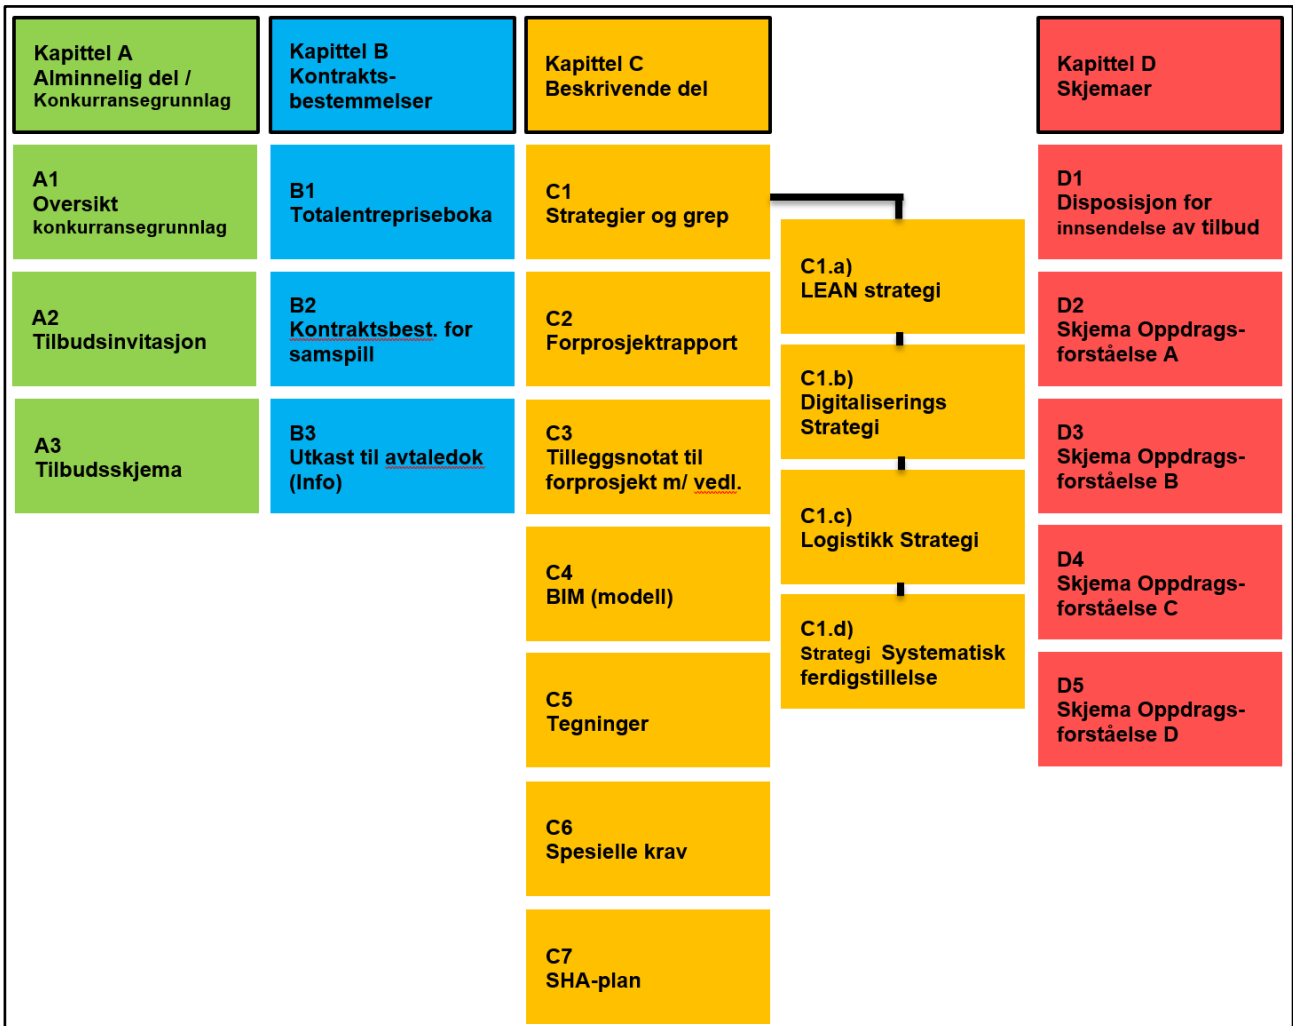 Kapittel A
Alminnelig del /
Konkurransegrunnlag
A1
Oversikt
konkurransegrunnlag
A2
Tilbudsinvitasjon
A3
Tilbudsskjema
Kapittel B
Kontrakts-
bestemmelser
B1
Totalentrepriseboka
B2
Kontraktsbest. for
samspill
B3
Utkast til avtaledok
(Info)
Kapittel C
Beskrivende del
C1
Strategier og grep
C2
Forprosjektrapport
C3
Tilleggsnotat til
forprosjekt m/ vedl.
C4
BIM (modell)
C5
Tegninger
C6
Spesielle krav
C7
SHA-plan
C1.a)
LEAN strategi
C1.b)
Digitaliserings
Strategi
C1.c)
Logistikk Strategi
C1.d)
Strategi Systematisk
ferdigstillelse
Kapittel D
Skjemaer
D1
Disposisjon for
innsendelse av tilbud
D2
Skjema Oppdrags-
forståelse A
D3
Skjema Oppdrags-
forståelse B
D4
Skjema Oppdrags-
forståelse C
D5
Skjema Oppdrags-
forståelse D